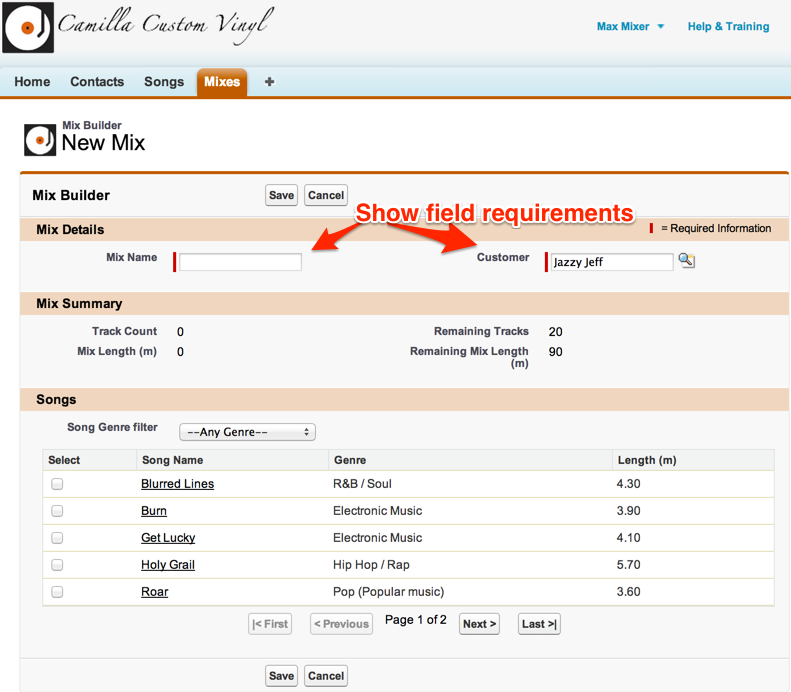 Camilla Custom Vinyl
Max Mixer Help & Training
Home Contacts Songs Mixes +
Mix Builder
New Mix
Mix Builder Save Cancel
Show field requirements
Mix Details = Required Information
Mix Name Customer Jazzy Jeff
Mix Summary
Track Count 0 Remaining Tracks 20
Mix Length (m) 0 Remaining Mix Length 90
(m)
Songs
Song Genre filter --Any Genre--
Select Song Name Genre Length (m)
Blurred Lines R&B / Soul 4.30
Burn Electronic Music 3.90
Get Lucky Electronic Music 4.10
Holy Grail Hip Hop / Rap 5.70
Roar Pop (Popular music) 3.60
|< First < Previous Page 1 of 2 Next > Last >|
Save Cancel